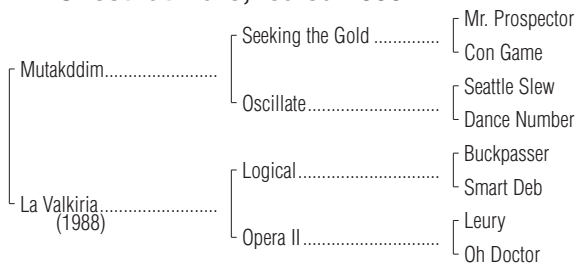 Mr. Prospector
Seeking the Gold ..............
Con Game
Mutakddim........................
Seattle Slew
Oscillate.............................
Dance Number
Buckpasser
Logical...............................
Smart Deb
La Valkiria.........................
(1988)
Leury
Opera II..............................
Oh Doctor